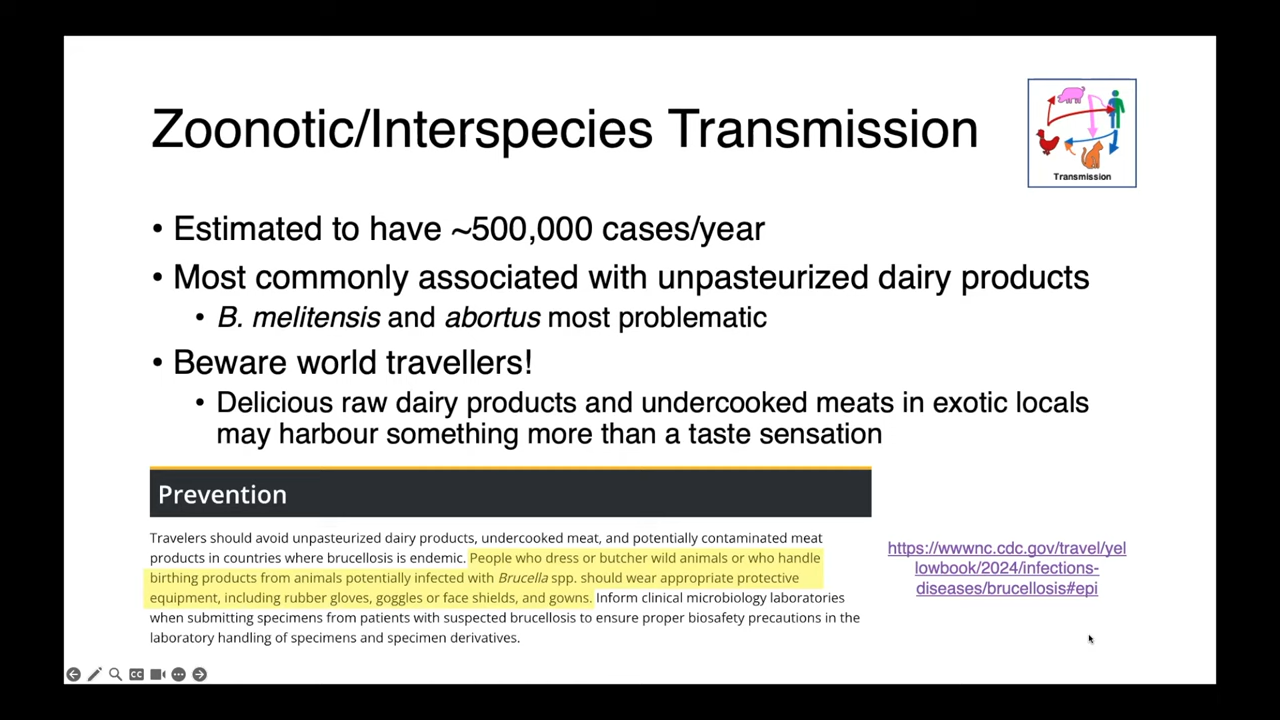 Zoonotic/Interspecies Transmission
Transmission
• Estimated to have ~500,000 cases/year
• Most commonly associated with unpasteurized dairy products
• B. melitensis and abortus most problematic
• Beware world travellers!
• Delicious raw dairy products and undercooked meats in exotic locals
may harbour something more than a taste sensation
Prevention
Travelers should avoid unpasteurized dairy products, undercooked meat, and potentially contaminated meat
products in countries where brucellosis is endemic. People who dress or butcher wild animals or who handle
birthing products from animals potentially infected with Brucella spp. should wear appropriate protective
equipment, including rubber gloves, goggles or face shields, and gowns. Inform clinical microbiology laboratories
when submitting specimens from patients with suspected brucellosis to ensure proper biosafety precautions in the
laboratory handling of specimens and specimen derivatives.
https://wwwnc.cdc.gov/travel/yel
lowbook/2024/infections-
diseases/brucellosis#epi
CC